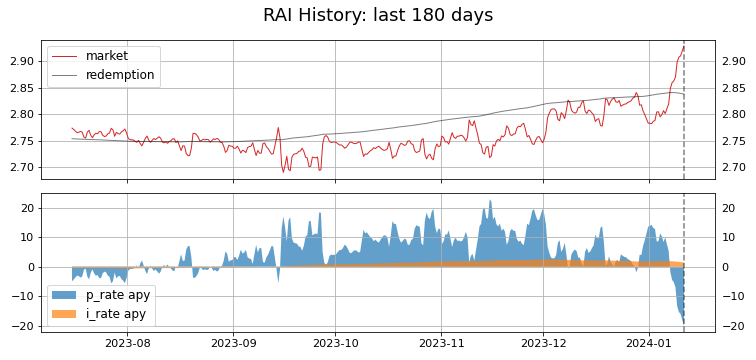 RAI History: last 180 days
2.90 2.90
2.85 2.85
2.80 2.80
2.75 2.75
2.70 2.70
market
redemption
20 20
10 10
0 0
−10 −10
−20 −20
p_rate apy
i_rate apy
2023-08 2023-09 2023-10 2023-11 2023-12 2024-01